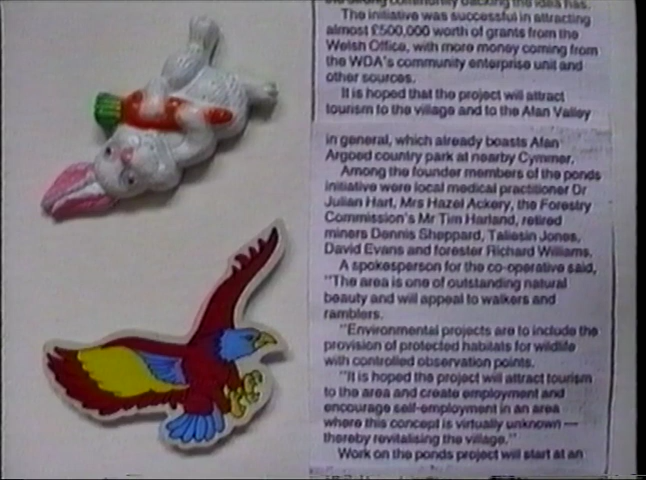 the strong community backing the idea has.
The initiative was successful in attracting
almost £500,000 worth of grants from the
Welsh Office, with more money coming from
the WDA's community enterprise unit and
other sources.
It is hoped that the project will attract
tourism to the village and to the Afan Valley
in general, which already boasts Afan
Argoed country park at nearby Cymmer.
Among the founder members of the ponds
initiative were local medical practitioner Dr
Julian Hart, Mrs Hazel Ackery, the Forestry
Commission's Mr Tim Harland, retired
miners Dennis Sheppard, Taliesin Jones,
David Evans and forester Richard Williams.
A spokesperson for the co-operative said,
"The area is one of outstanding natural
beauty and will appeal to walkers and
ramblers.
"Environmental projects are to include the
provision of protected habitats for wildlife
with controlled observation points.
"It is hoped the project will attract tourism
to the area and create employment and
encourage self-employment in an area
where this concept is virtually unknown —
thereby revitalising the village."
Work on the ponds project will start at an